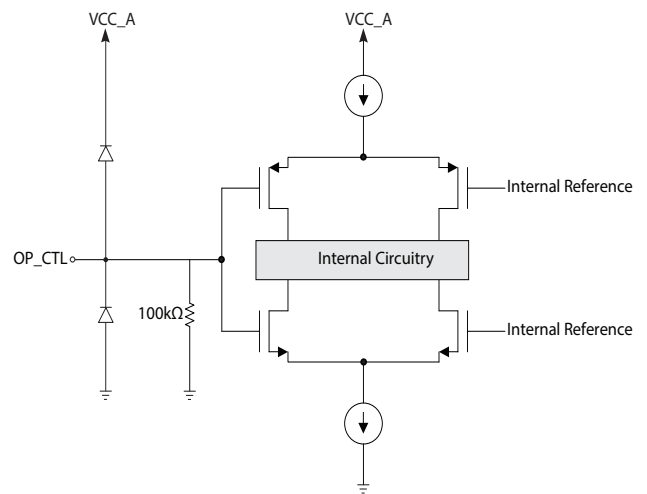 VCC_A
VCC_A
Internal Reference
OP_CTL
Internal Circuitry
100kΩ
Internal Reference